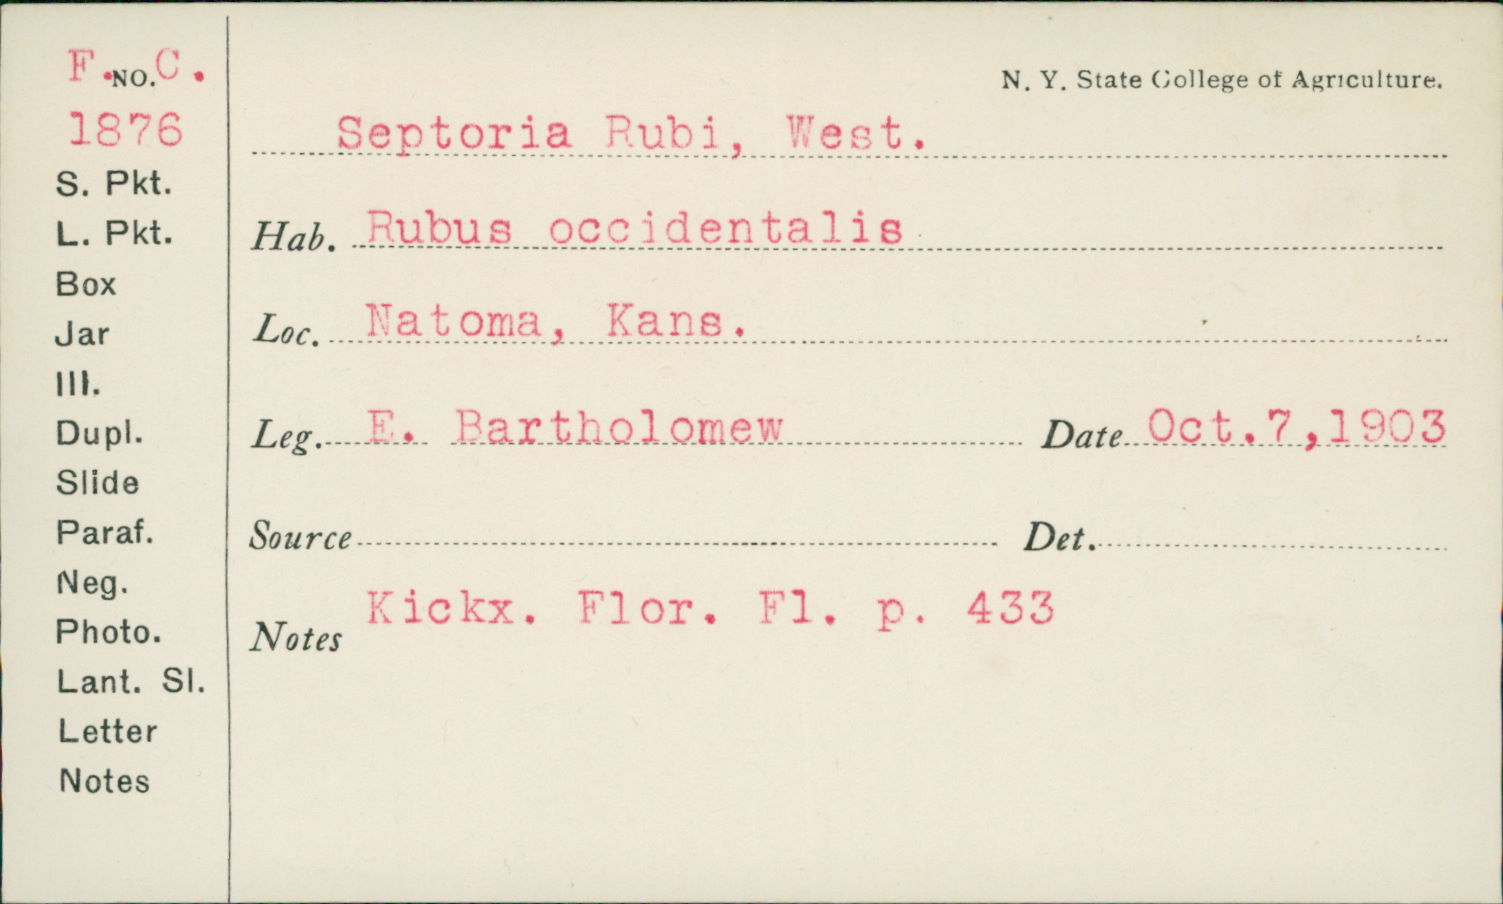 F. NO. C.
1876
S. Pkt.
L. Pkt.
Box
Jar
Ill.
Dupl.
Slide
Paraf.
Neg.
Photo.
Lant. Sl.
Letter
Notes
N. Y. State College of Agriculture.
Septoria Rubi, West.
Hab. Rubus occidentalis
Loc. Natoma, Kans.
Leg. E. Bartholomew Date Oct.7,1903
Source Det.
Notes Kickx. Flor. Fl. p. 433